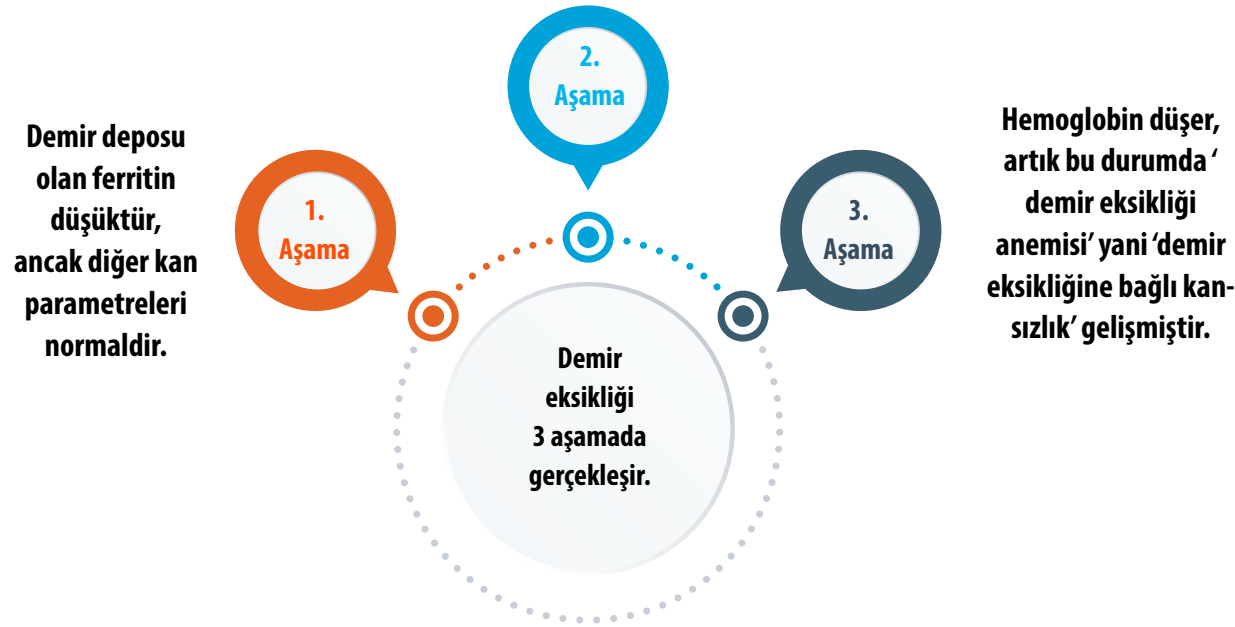 2.
Aşama
Demir deposu
olan ferritin
düşüktür,
ancak diğer kan
parametreleri
normaldir.
1.
Aşama
3.
Aşama
Hemoglobin düşer,
artık bu durumda ‘
demir eksikliği
anemisi’ yani ‘demir
eksikliğine bağlı kan-
sızlık’ gelişmiştir.
Demir
eksikliği
3 aşamada
gerçekleşir.